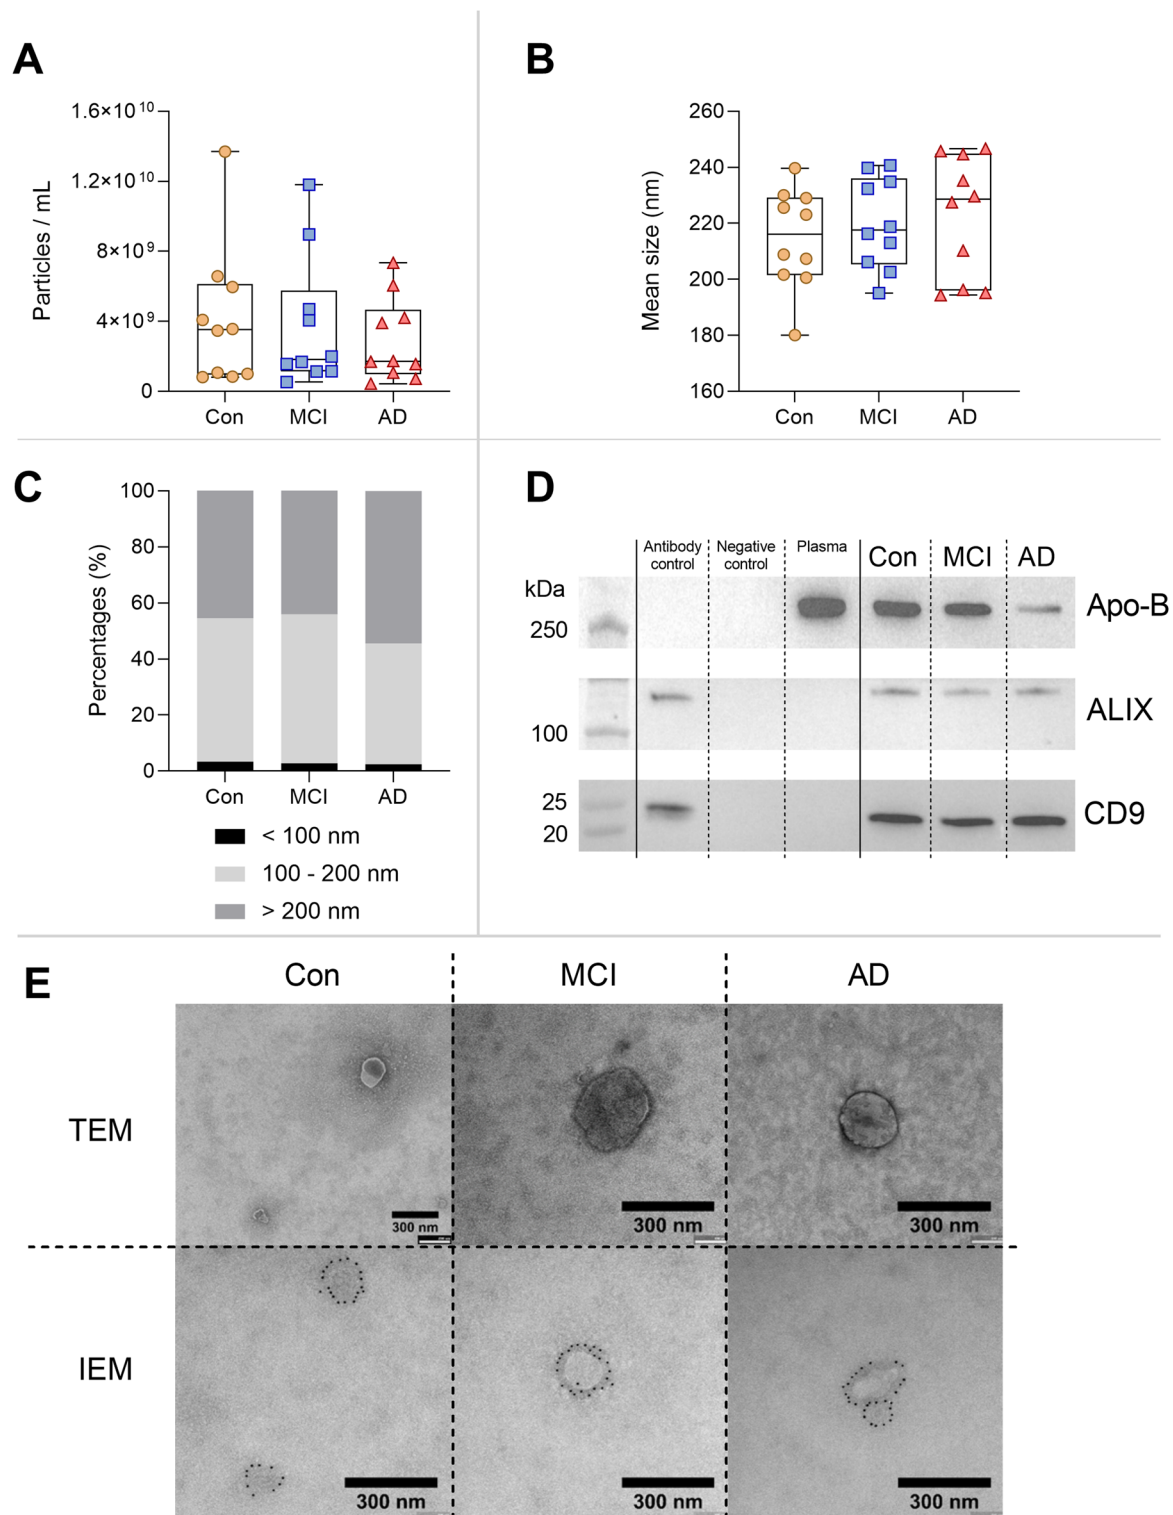 A
1.6×10¹⁰
1.2×10¹⁰
8×10⁹
4×10⁹
0
Particles / mL
Con
MCI
AD
B
260
240
220
200
180
160
Mean size (nm)
Con
MCI
AD
C
100
80
60
40
20
0
Percentages (%)
Con
MCI
AD
< 100 nm
100 - 200 nm
> 200 nm
D
Antibody
control
Negative
control
Plasma
Con
MCI
AD
kDa
250
Apo-B
100
ALIX
25
20
CD9
E
Con
MCI
AD
TEM
300 nm
300 nm
300 nm
IEM
300 nm
300 nm
300 nm